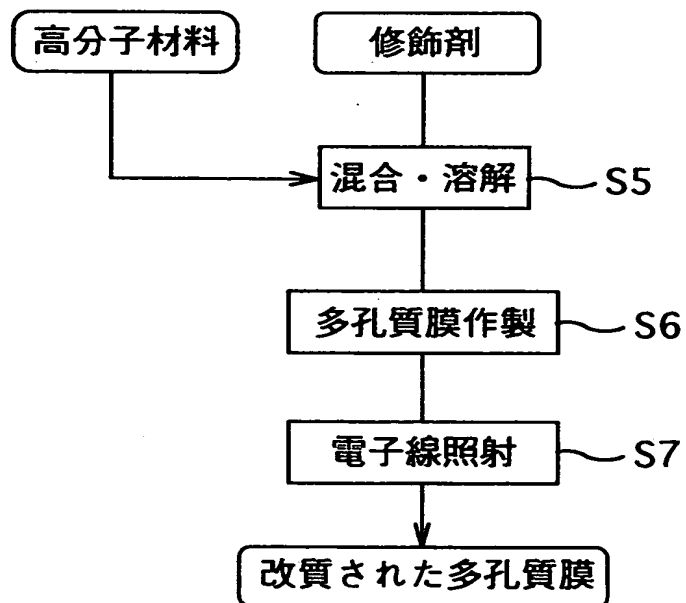 高分子材料
修飾剤
混合・溶解
S5
多孔質膜作製
S6
電子線照射
S7
改質された多孔質膜